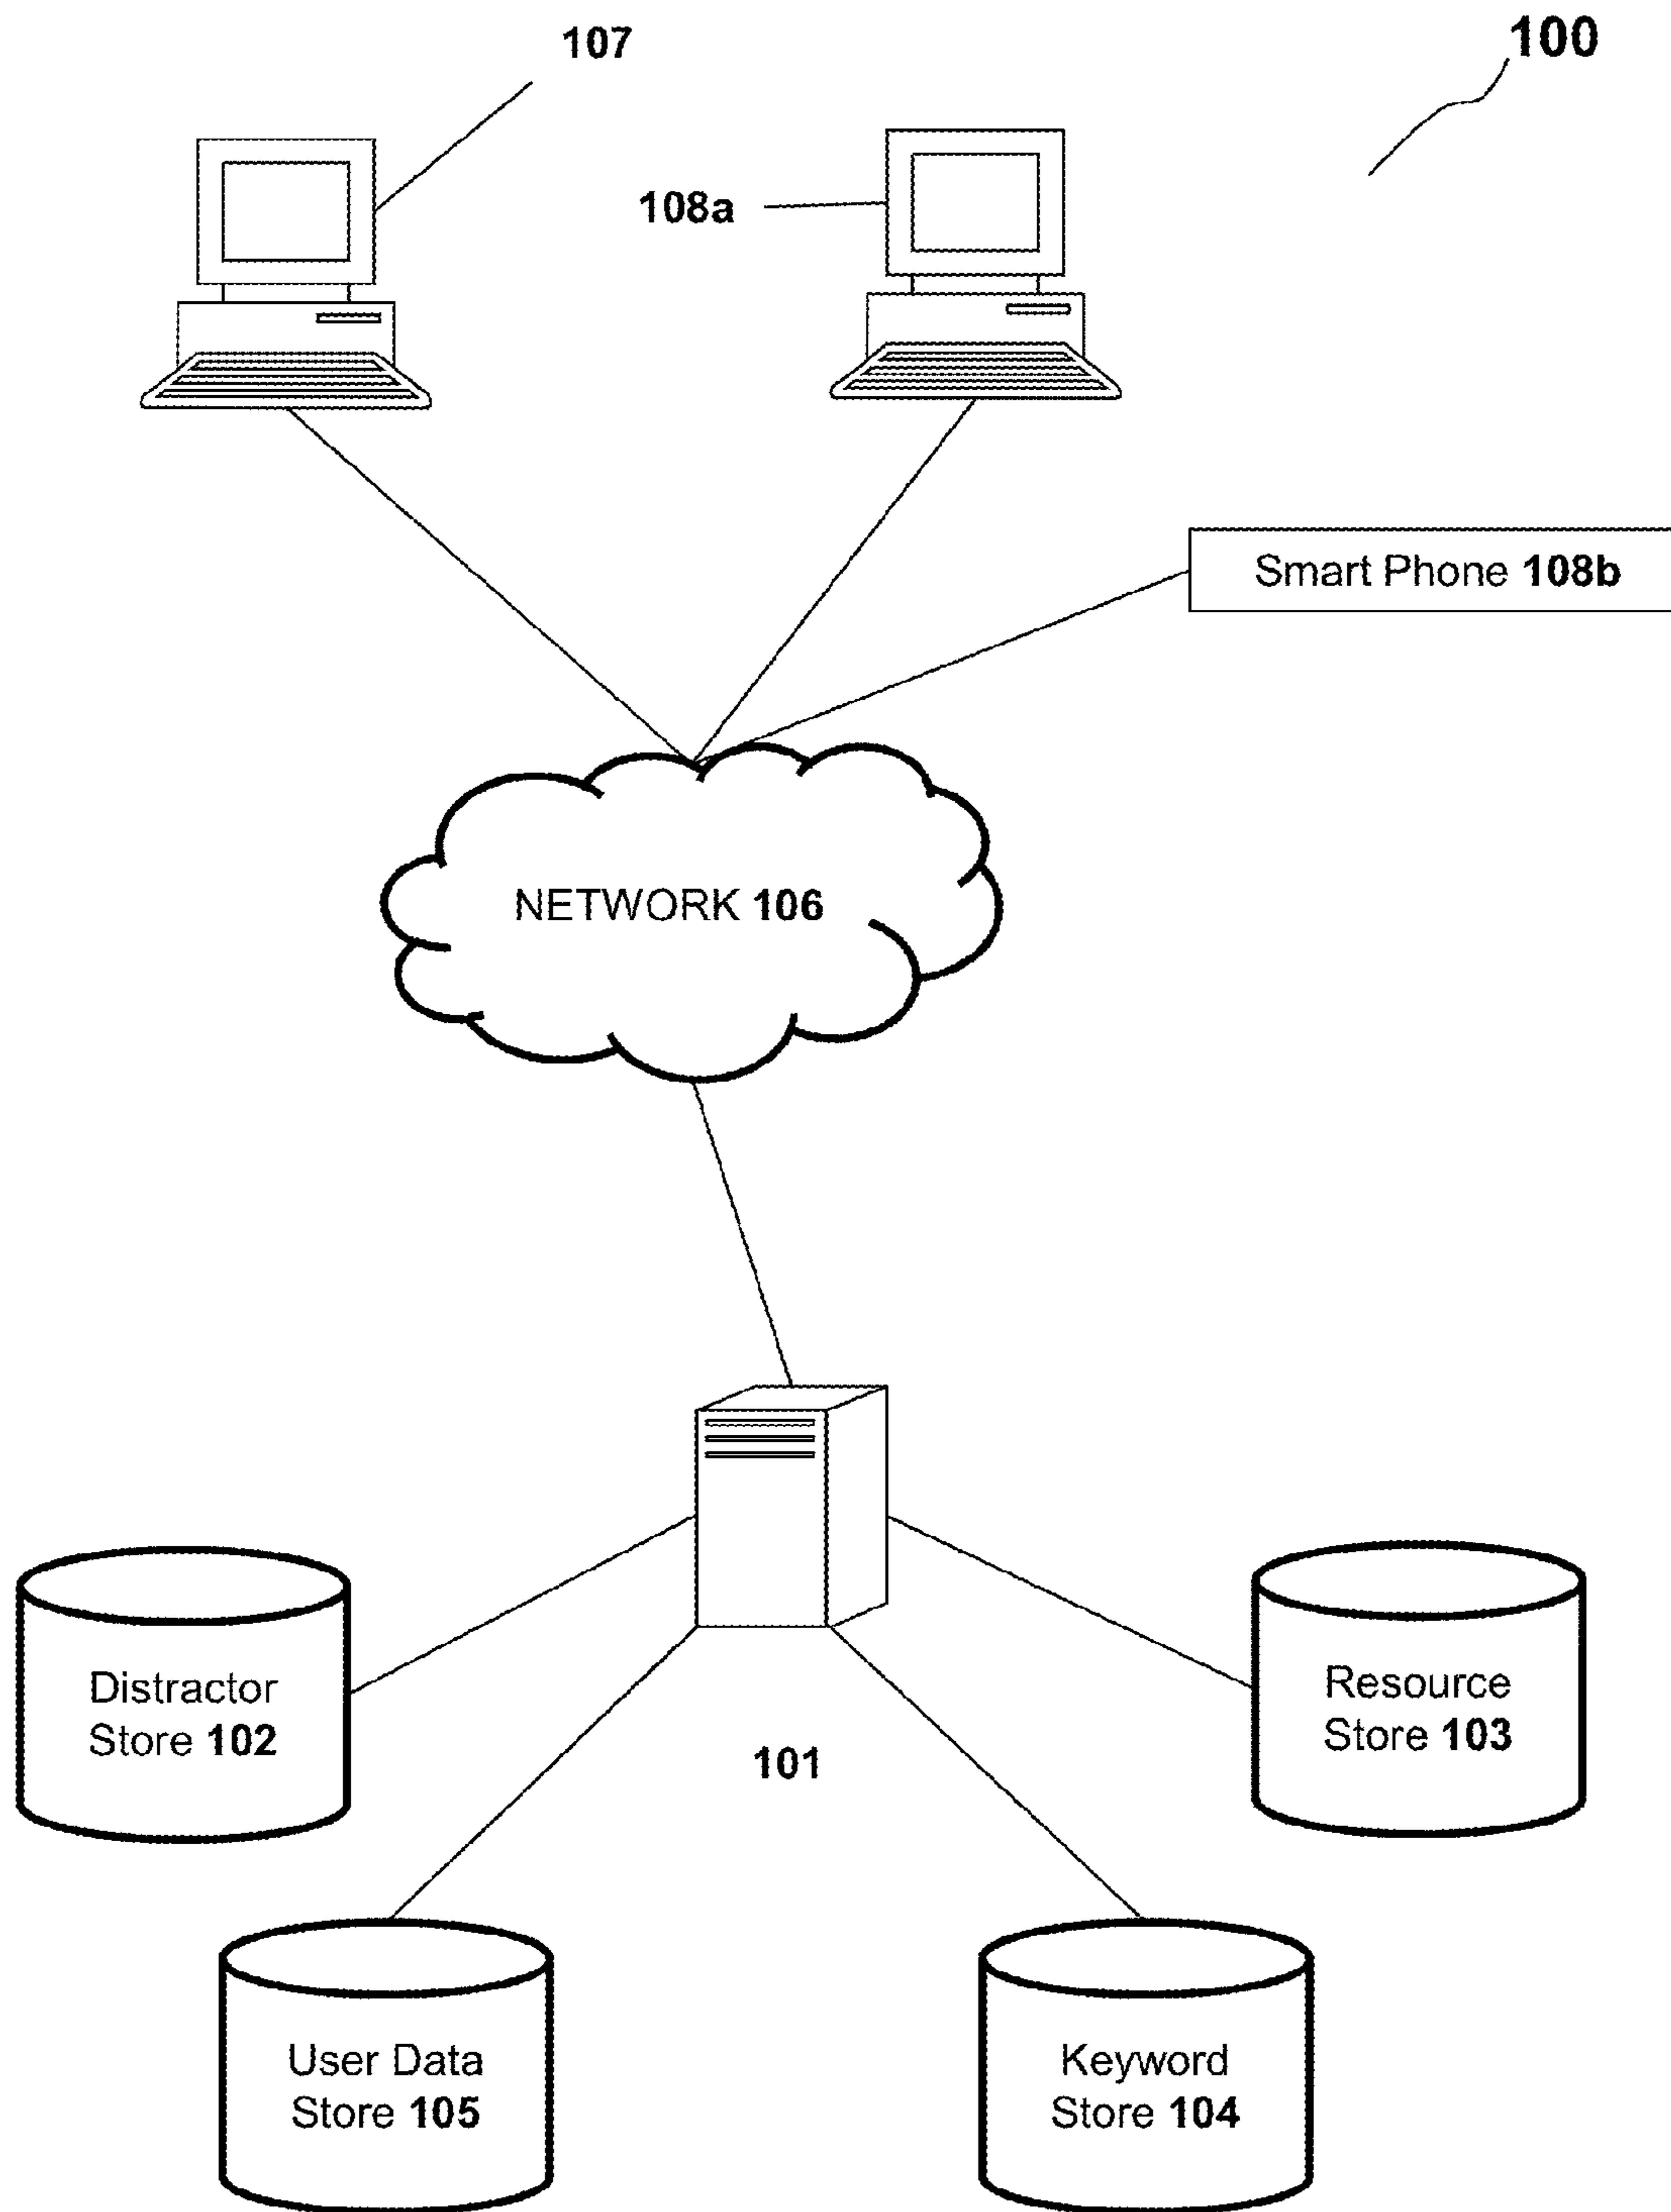 107
100
108a
Smart Phone 108b
NETWORK 106
Distractor
Store 102
Resource
Store 103
101
User Data
Store 105
Keyword
Store 104